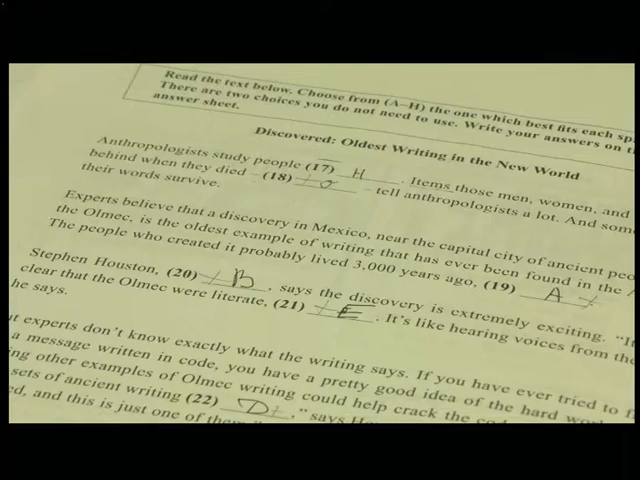 Read the text below. Choose from (A–H) the one which best fits each
There are two choices you do not need to use. Write your answers on
answer sheet.
Discovered: Oldest Writing in the New World
Anthropologists study people (17) H . Items those men, women, and
behind when they died – (18) – tell anthropologists a lot. And
their words survive.
Experts believe that a discovery in Mexico, near the capital city of ancient
the Olmec, is the oldest example of writing that has ever been found in the
The people who created it probably lived 3,000 years ago, (19) A
Stephen Houston, (20) B , says the discovery is extremely exciting. “It
clear that the Olmec were literate, (21) E . It’s like hearing voices from the
he says.
experts don’t know exactly what the writing says. If you have ever tried to
a message written in code, you have a pretty good idea of the hard
other examples of Olmec writing could help crack the
sets of ancient writing (22) D ,” says
and this is just one of them